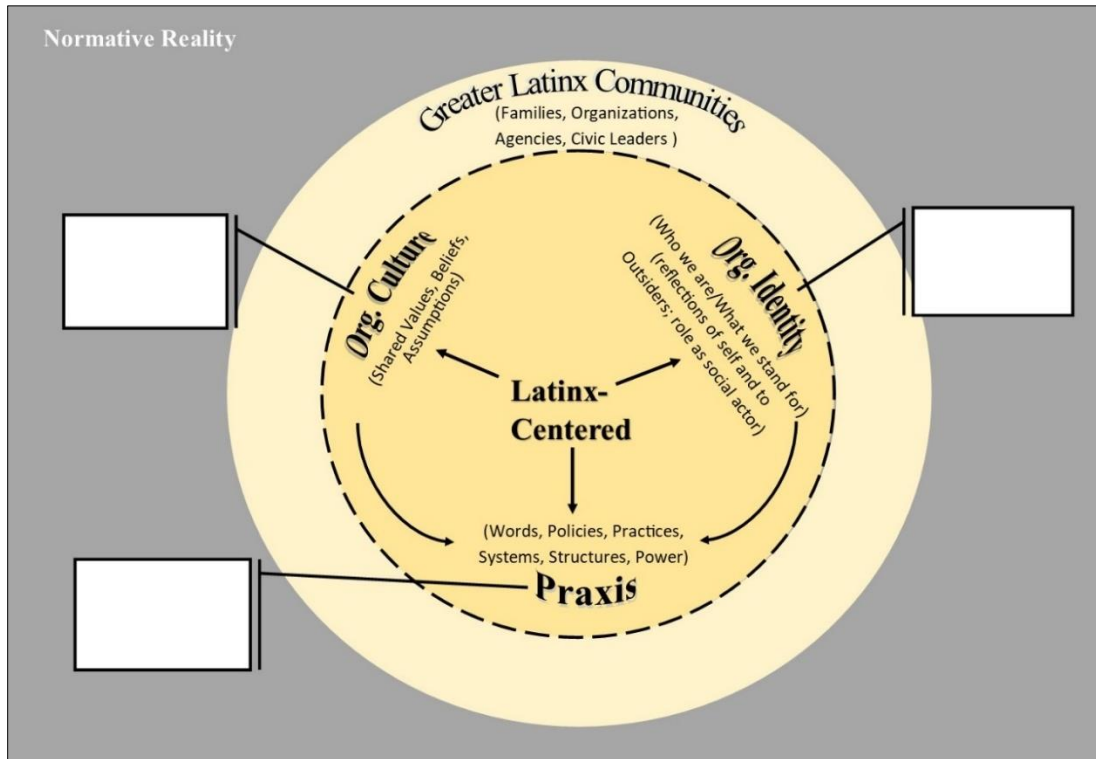 Normative Reality
Greater Latinx Communities
(Families, Organizations,
Agencies, Civic Leaders )
Org. Culture
(Shared Values, Beliefs,
Assumptions)
Org. Identity
(Who we are/What we stand for)
(reflections of self and to
Outsiders; role as social actor)
Latinx-
Centered
(Words, Policies, Practices,
Systems, Structures, Power)
Praxis